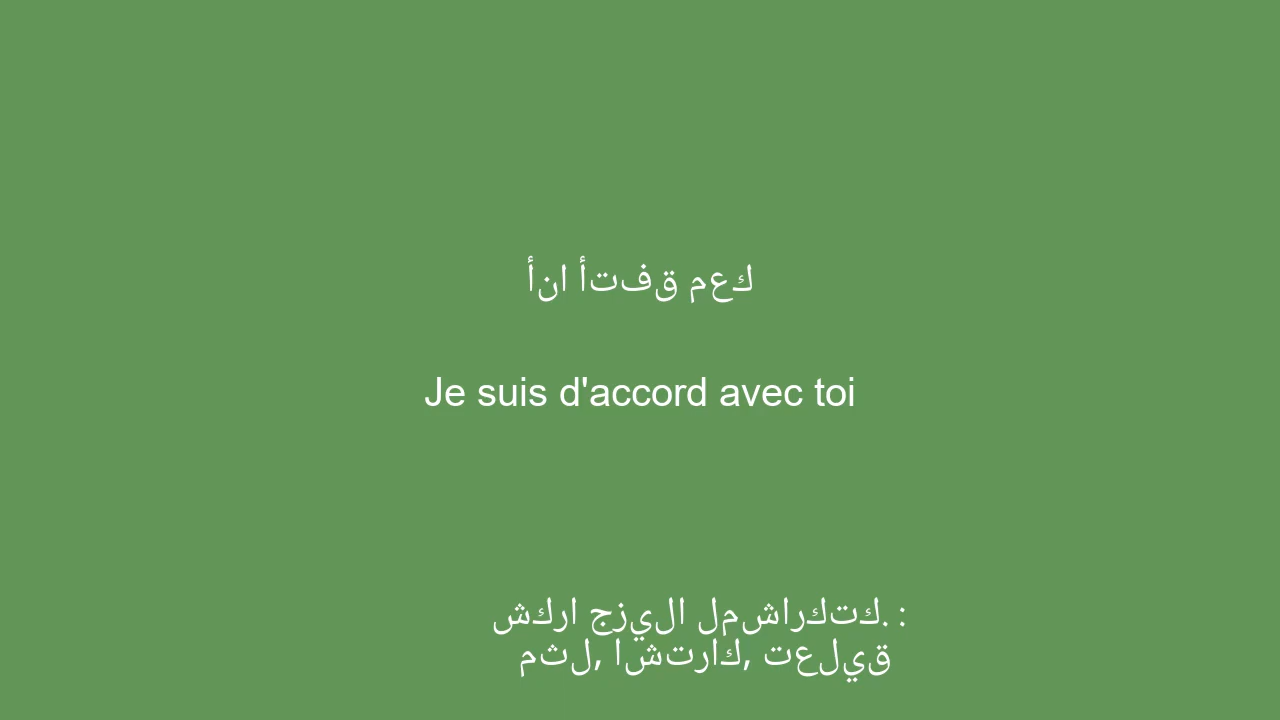 أنا أتفق معك
Je suis d'accord avec toi
شكرا جزيلا لمشاركتك. :
مثل, اشتراك, تعليق